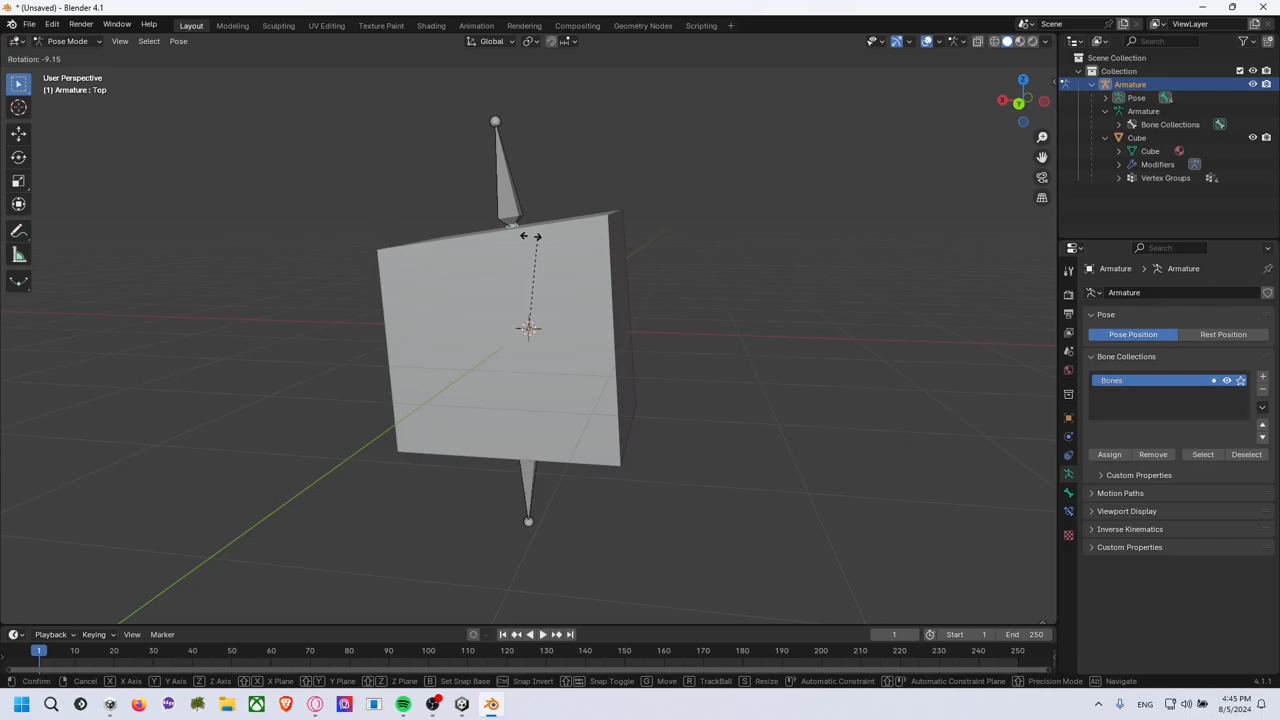 * (Unsaved) - Blender 4.1
File Edit Render Window Help Layout Modeling Sculpting UV Editing Texture Paint Shading Animation Rendering Compositing Geometry Nodes Scripting + Scene ViewLayer
Pose Mode View Select Pose Global Search
Rotation: -9.15
User Perspective
(1) Armature : Top
X Y Z
Scene Collection
Collection
Armature
Pose
Armature
Bone Collections
Cube
Cube
Modifiers
Vertex Groups
Search
Armature > Armature
Armature
Pose
Pose Position Rest Position
Bone Collections
Bones
Assign Remove Select Deselect
Custom Properties
Motion Paths
Viewport Display
Inverse Kinematics
Custom Properties
Playback Keying View Marker 1 Start 1 End 250
1 10 20 30 40 50 60 70 80 90 100 110 120 130 140 150 160 170 180 190 200 210 220 230 240 250
Confirm Cancel X X Axis Y Y Axis Z Z Axis X X Plane Y Y Plane Z Z Plane B Set Snap Base Ctrl Snap Invert Snap Toggle G Move R TrackBall S Resize Automatic Constraint Automatic Constraint Plane Precision Mode Alt Navigate 4.1.1
4:45 PM
8/5/2024